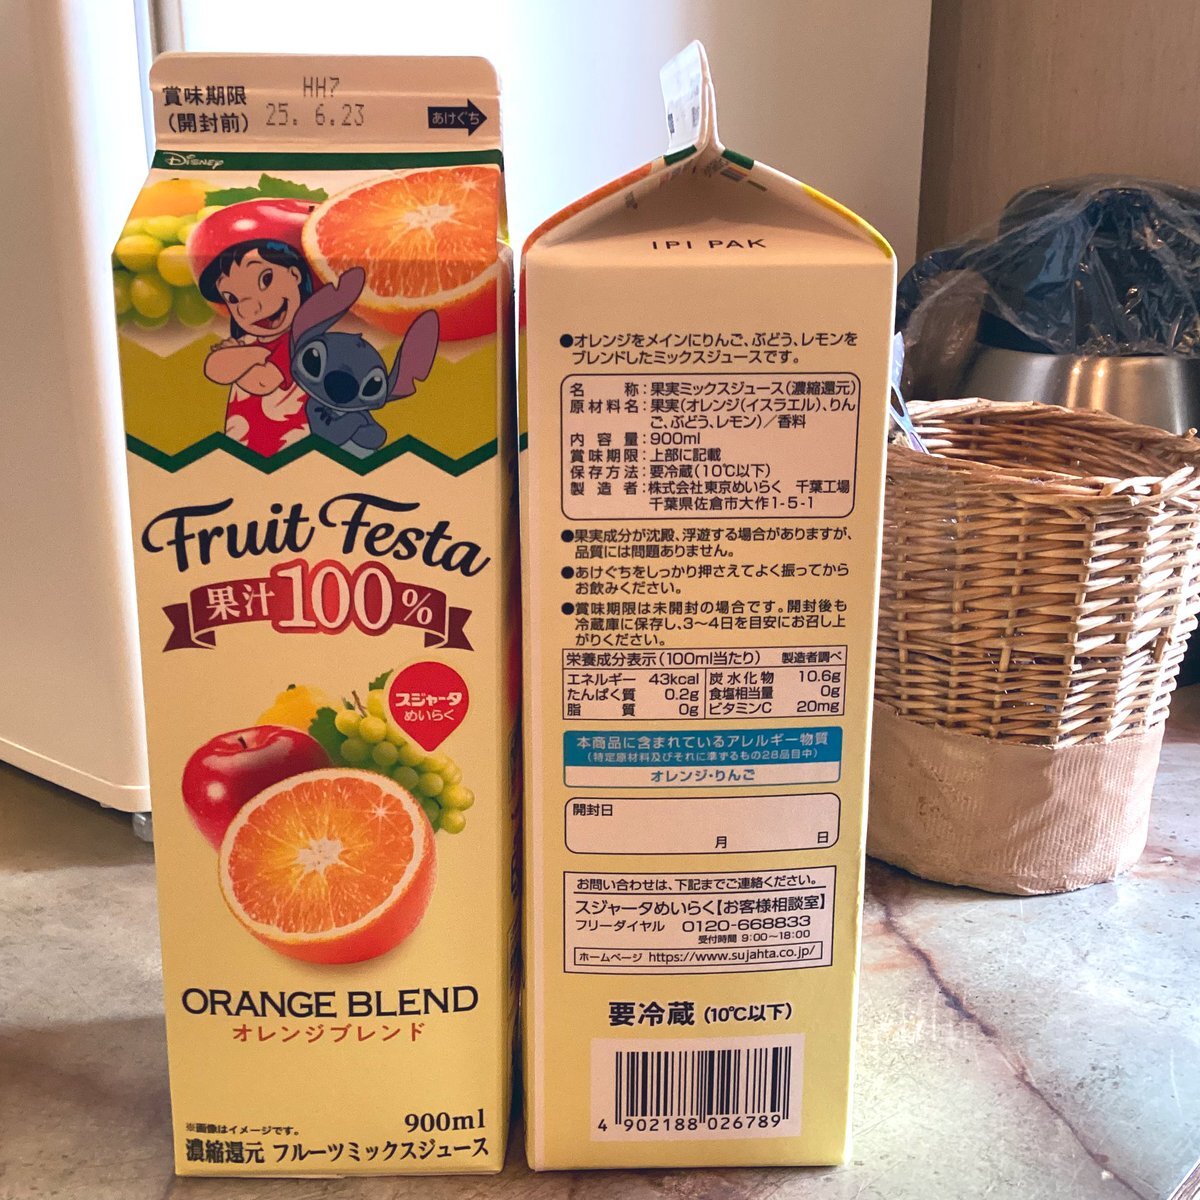 賞味期限
(開封前)
HH7
25. 6.23
あけぐち
Disney
Fruit Festa
果汁100%
スジャータ
めいらく
ORANGE BLEND
オレンジブレンド
※画像はイメージです。
900ml
濃縮還元 フルーツミックスジュース
IPI PAK
●オレンジをメインにりんご、ぶどう、レモンを
ブレンドしたミックスジュースです。
名称:果実ミックスジュース(濃縮還元)
原材料名:果実(オレンジ(イスラエル)、りん
ご、ぶどう、レモン)/香料
内容量:900ml
賞味期限:上部に記載
保存方法:要冷蔵(10℃以下)
製造者:株式会社東京めいらく 千葉工場
千葉県佐倉市大作1-5-1
●果実成分が沈殿、浮遊する場合がありますが、
品質には問題ありません。
●あけぐちをしっかり押さえてよく振ってから
お飲みください。
●賞味期限は未開封の場合です。開封後も
冷蔵庫に保存し、3〜4日を目安にお召し上
がりください。
栄養成分表示(100ml当たり) 製造者調べ
エネルギー 43kcal 炭水化物 10.6g
たんぱく質 0.2g 食塩相当量 0g
脂質 0g ビタミンC 20mg
本商品に含まれているアレルギー物質
(特定原材料及びそれに準ずるもの28品目中)
オレンジ・りんご
開封日
月 日
お問い合わせは、下記までご連絡ください。
スジャータめいらく【お客様相談室】
フリーダイヤル 0120-668833
受付時間 9:00〜18:00
ホームページ https://www.sujahta.co.jp/
要冷蔵(10℃以下)
4 902188 026789